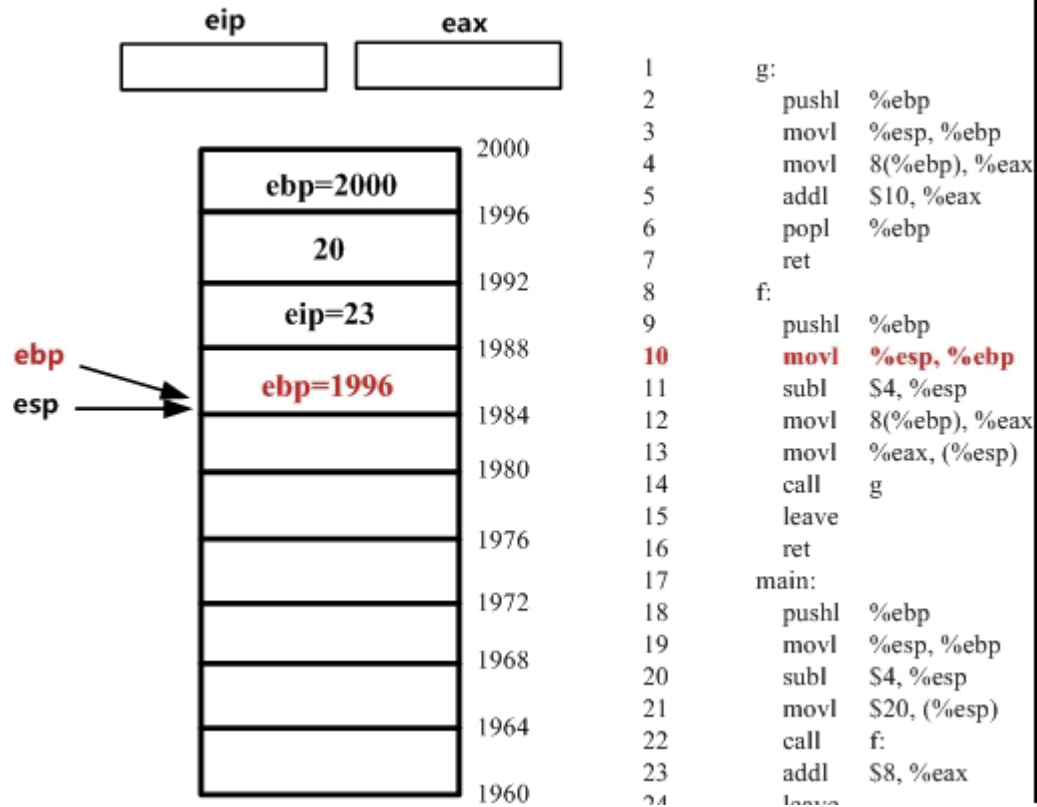 eip eax
2000
ebp=2000
1996
20
1992
eip=23
1988
ebp
ebp=1996
esp
1984
1980
1976
1972
1968
1964
1960
1 g:
2 pushl %ebp
3 movl %esp, %ebp
4 movl 8(%ebp), %eax
5 addl $10, %eax
6 popl %ebp
7 ret
8 f:
9 pushl %ebp
10 movl %esp, %ebp
11 subl $4, %esp
12 movl 8(%ebp), %eax
13 movl %eax, (%esp)
14 call g
15 leave
16 ret
17 main:
18 pushl %ebp
19 movl %esp, %ebp
20 subl $4, %esp
21 movl $20, (%esp)
22 call f:
23 addl $8, %eax
24 leave